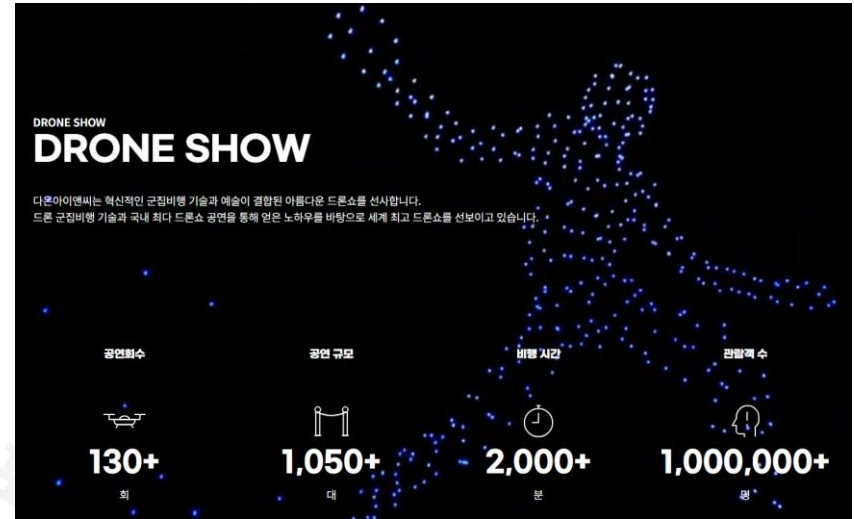 DRONE SHOW
DRONE SHOW
다온아이앤씨는 혁신적인 군집비행 기술과 예술이 결합된 아름다운 드론쇼를 선사합니다.
드론 군집비행 기술과 국내 최다 드론쇼 공연을 통해 얻은 노하우를 바탕으로 세계 최고 드론쇼를 선보이고 있습니다.
공연회수
공연 규모
비행 시간
관람객 수
130+
1,050+
2,000+
1,000,000+
회
대
분
명